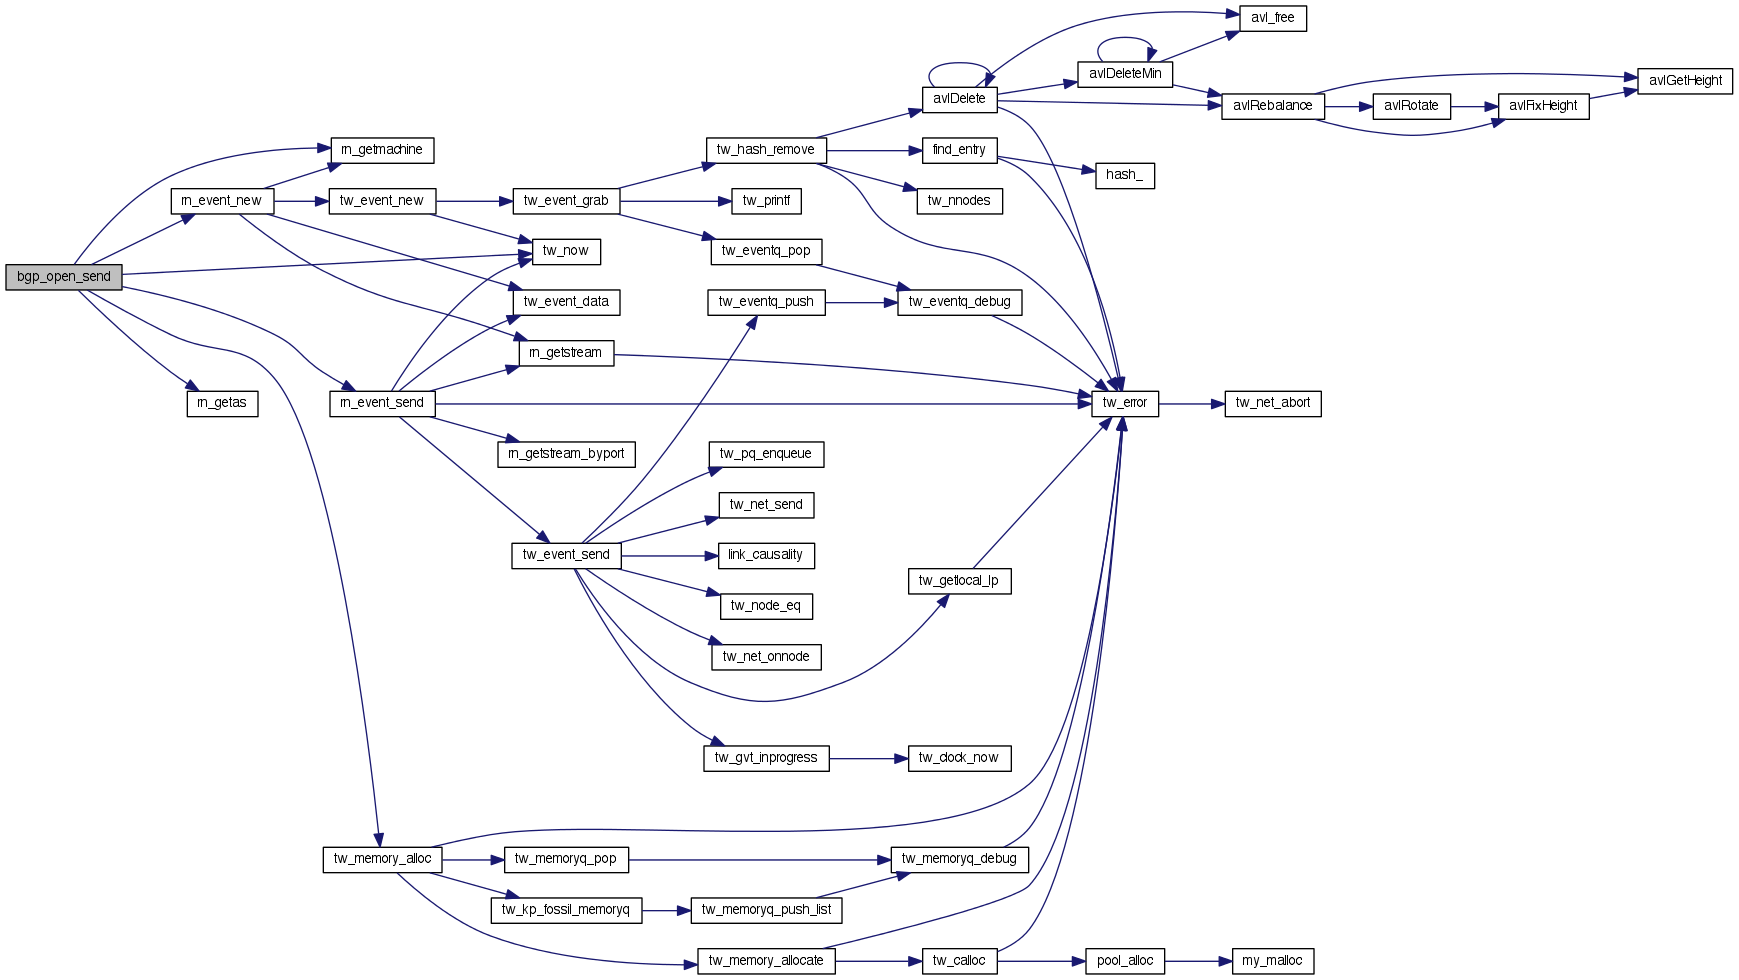 bgp_open_send
rn_getmachine
rn_event_new
rn_getas
tw_event_new
tw_now
tw_event_data
rn_getstream
rn_event_send
rn_getstream_byport
tw_event_send
tw_memory_alloc
tw_memoryq_pop
tw_kp_fossil_memoryq
tw_event_grab
tw_hash_remove
tw_printf
tw_eventq_pop
tw_eventq_push
tw_pq_enqueue
tw_net_send
link_causality
tw_node_eq
tw_net_onnode
tw_gvt_inprogress
tw_memoryq_push_list
tw_memory_allocate
avlDelete
find_entry
tw_nnodes
tw_eventq_debug
tw_getlocal_lp
tw_clock_now
tw_memoryq_debug
tw_calloc
avlDeleteMin
hash_
tw_error
pool_alloc
avl_free
avlRebalance
tw_net_abort
my_malloc
avlRotate
avlFixHeight
avlGetHeight